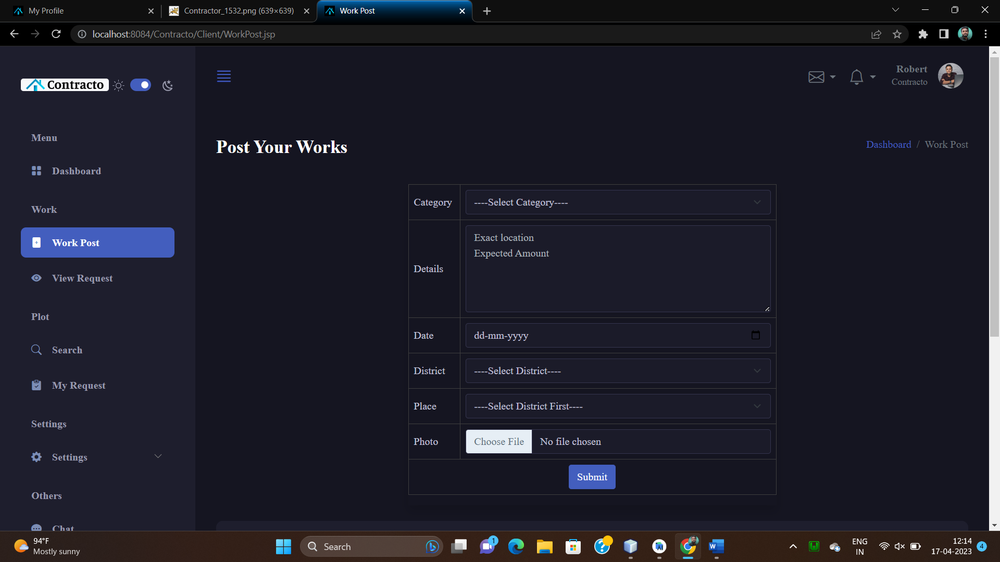 My Profile
Contractor_1532.png (639×639)
Work Post
localhost:8084/Contracto/Client/WorkPost.jsp
Contracto
Robert
Contracto
Menu
Dashboard
Work
Work Post
View Request
Plot
Search
My Request
Settings
Settings
Others
Chat
Post Your Works
Dashboard / Work Post
Category
----Select Category----
Details
Exact location
Expected Amount
Date
dd-mm-yyyy
District
----Select District----
Place
----Select District First----
Photo
Choose File No file chosen
Submit
94°F
Mostly sunny
Search
1
ENG
IN
12:14
17-04-2023
4